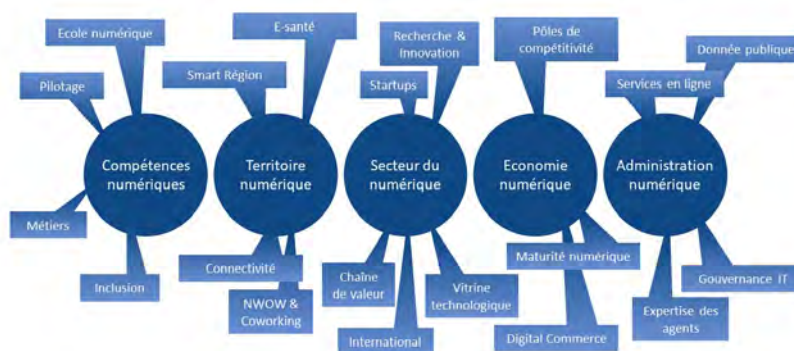 Ecole numérique
Pilotage
Compétences
numériques
Métiers
Inclusion
E-santé
Smart Région
Territoire
numérique
Connectivité
NWOW &
Coworking
Recherche &
Innovation
Startups
Secteur du
numérique
Chaîne
de valeur
Vitrine
technologique
International
Pôles de
compétitivité
Economie
numérique
Maturité numérique
Digital Commerce
Donnée publique
Services en ligne
Administration
numérique
Gouvernance IT
Expertise des
agents